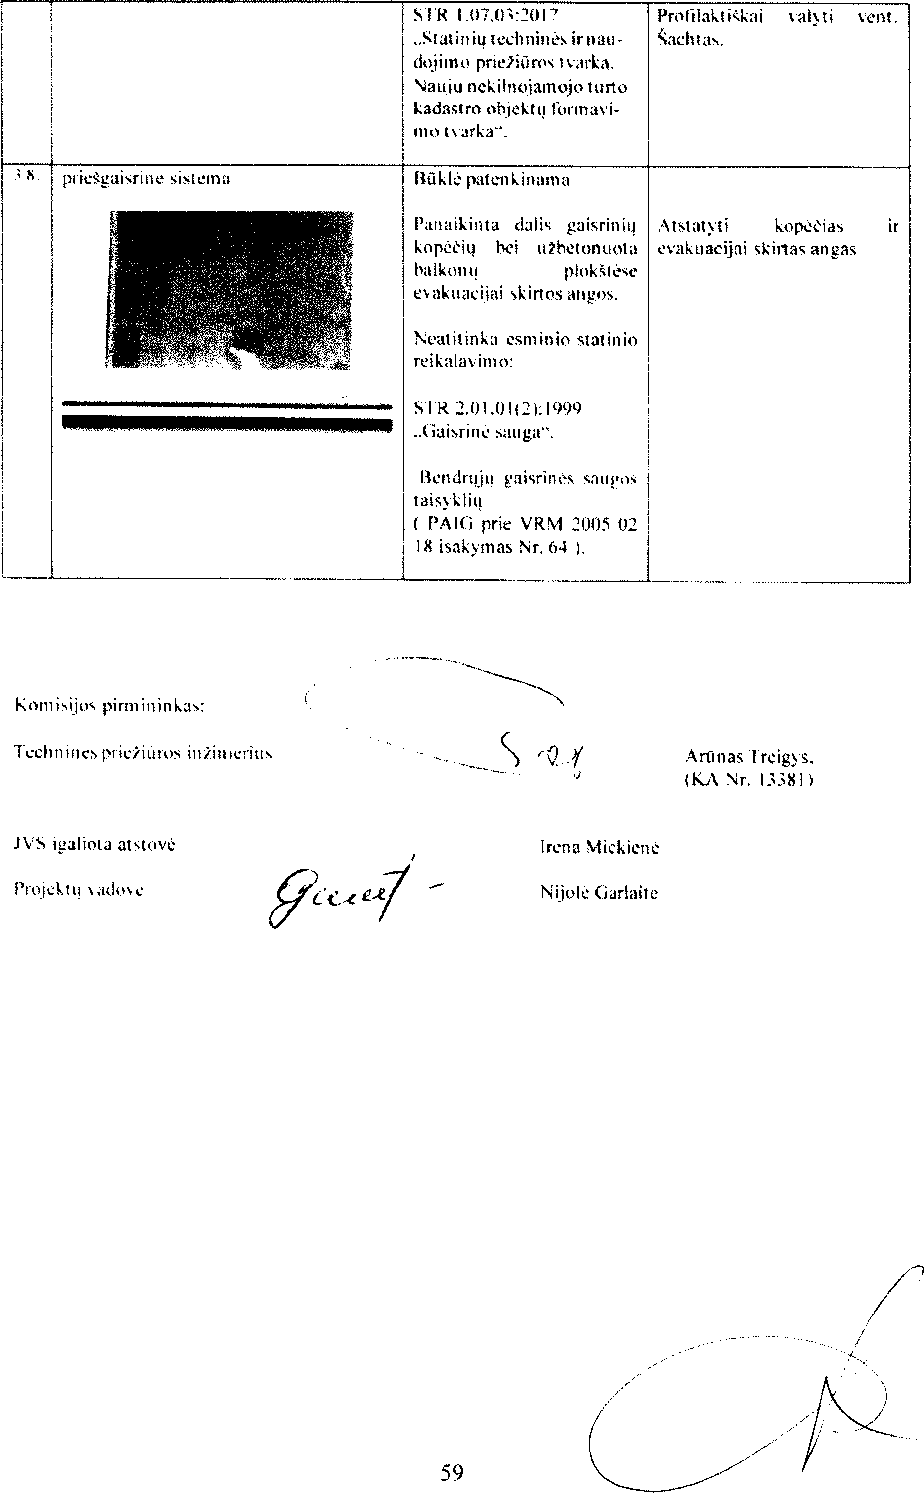 STR 1.07.03:2017
„Statinių techninės ir nau-
dojimo priežiūros tvarka.
Naujų nekilnojamojo turto
kadastro objektų formavi-
mo tvarka“.
Profilaktiškai valyti vent.
Šachtas.
3.8.
priešgaisrinė sistema
Būklė patenkinama
Panaikinta dalis gaisrinių
kopėčių bei užbetonuota
balkonų plokštėse
evakuacijai skirtos angos.
Neatitinka esminio statinio
reikalavimo:
STR 2.01.01(2):1999
„Gaisrinė sauga“.
Bendrųjų gaisrinės saugos
taisyklių
( PAIG prie VRM 2005 02
18 įsakymas Nr. 64 ).
Atstatyti kopėčias ir
evakuacijai skirtas angas
Komisijos pirmininkas:
Techninės priežiūros inžinierius
Arūnas Treigys,
(KA Nr. 13381)
JVS įgaliota atstovė
Irena Mickienė
Projektų vadovė
Nijolė Garlaitė
59